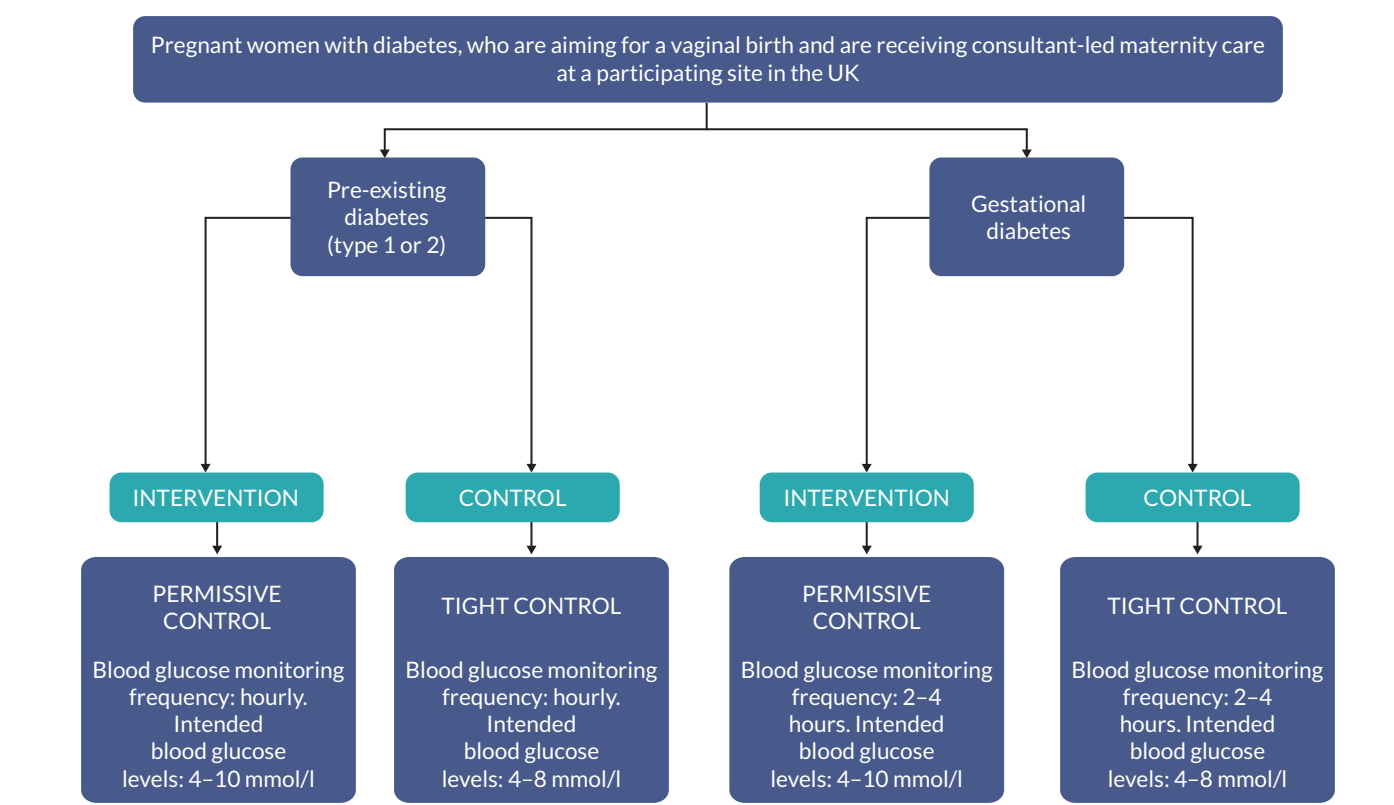 Pregnant women with diabetes, who are aiming for a vaginal birth and are receiving consultant-led maternity care
at a participating site in the UK
Pre-existing
diabetes
(type 1 or 2)
Gestational
diabetes
INTERVENTION
CONTROL
INTERVENTION
CONTROL
PERMISSIVE
CONTROL
Blood glucose monitoring
frequency: hourly.
Intended
blood glucose
levels: 4–10 mmol/l
TIGHT CONTROL
Blood glucose monitoring
frequency: hourly.
Intended
blood glucose
levels: 4–8 mmol/l
PERMISSIVE
CONTROL
Blood glucose monitoring
frequency: 2–4
hours. Intended
blood glucose
levels: 4–10 mmol/l
TIGHT CONTROL
Blood glucose monitoring
frequency: 2–4
hours. Intended
blood glucose
levels: 4–8 mmol/l